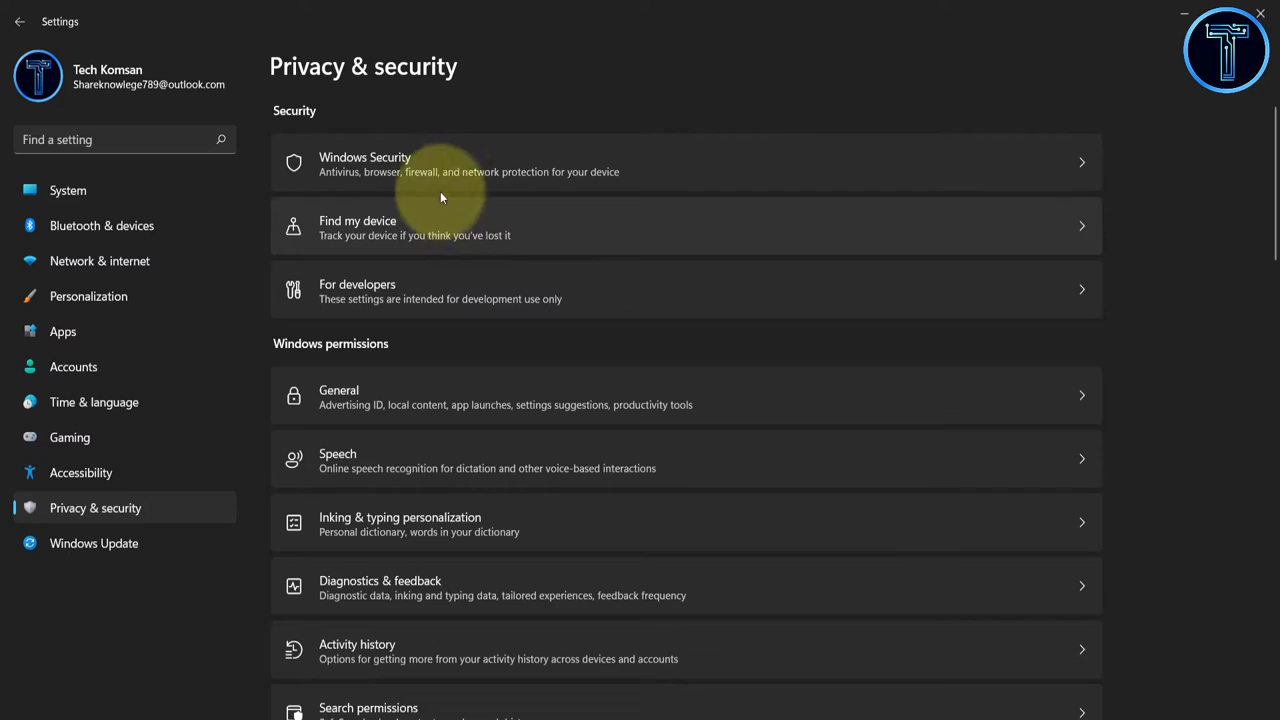 Settings
Tech Komsan
Shareknowlege789@outlook.com
Find a setting
System
Bluetooth & devices
Network & internet
Personalization
Apps
Accounts
Time & language
Gaming
Accessibility
Privacy & security
Windows Update
Privacy & security
Security
Windows Security
Antivirus, browser, firewall, and network protection for your device
Find my device
Track your device if you think you've lost it
For developers
These settings are intended for development use only
Windows permissions
General
Advertising ID, local content, app launches, settings suggestions, productivity tools
Speech
Online speech recognition for dictation and other voice-based interactions
Inking & typing personalization
Personal dictionary, words in your dictionary
Diagnostics & feedback
Diagnostic data, inking and typing data, tailored experiences, feedback frequency
Activity history
Options for getting more from your activity history across devices and accounts
Search permissions